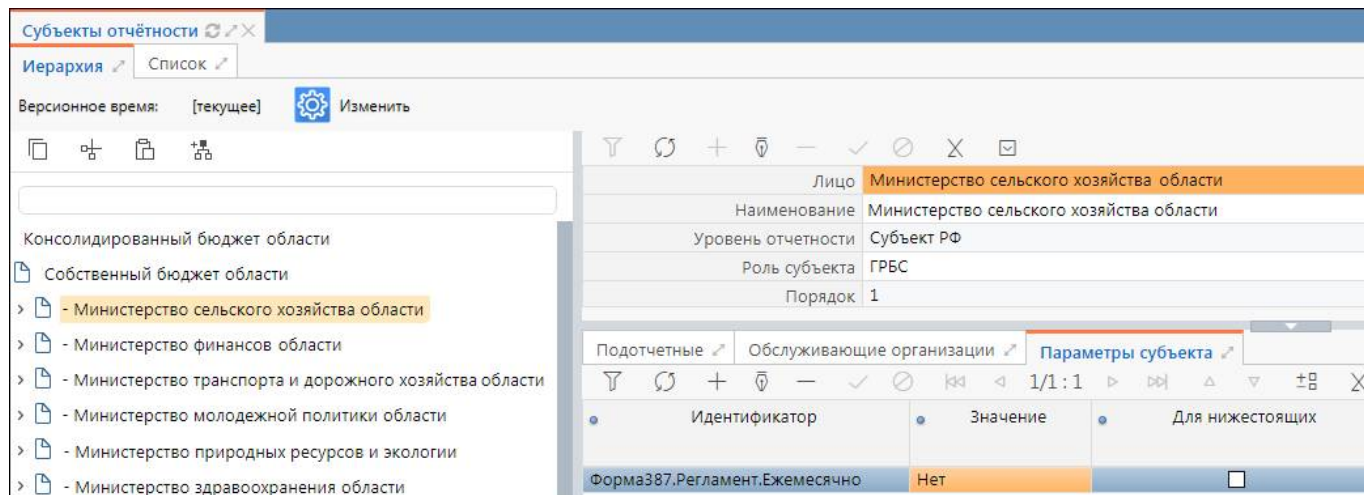 Субъекты отчётности
Иерархия Список
Версионное время: [текущее] Изменить
Консолидированный бюджет области
Собственный бюджет области
- Министерство сельского хозяйства области
- Министерство финансов области
- Министерство транспорта и дорожного хозяйства области
- Министерство молодежной политики области
- Министерство природных ресурсов и экологии
- Министерство здравоохранения области
Лицо Министерство сельского хозяйства области
Наименование Министерство сельского хозяйства области
Уровень отчетности Субъект РФ
Роль субъекта ГРБС
Порядок 1
Подотчетные Обслуживающие организации Параметры субъекта
1/1 : 1
Идентификатор Значение Для нижестоящих
Форма387.Регламент.Ежемесячно Нет